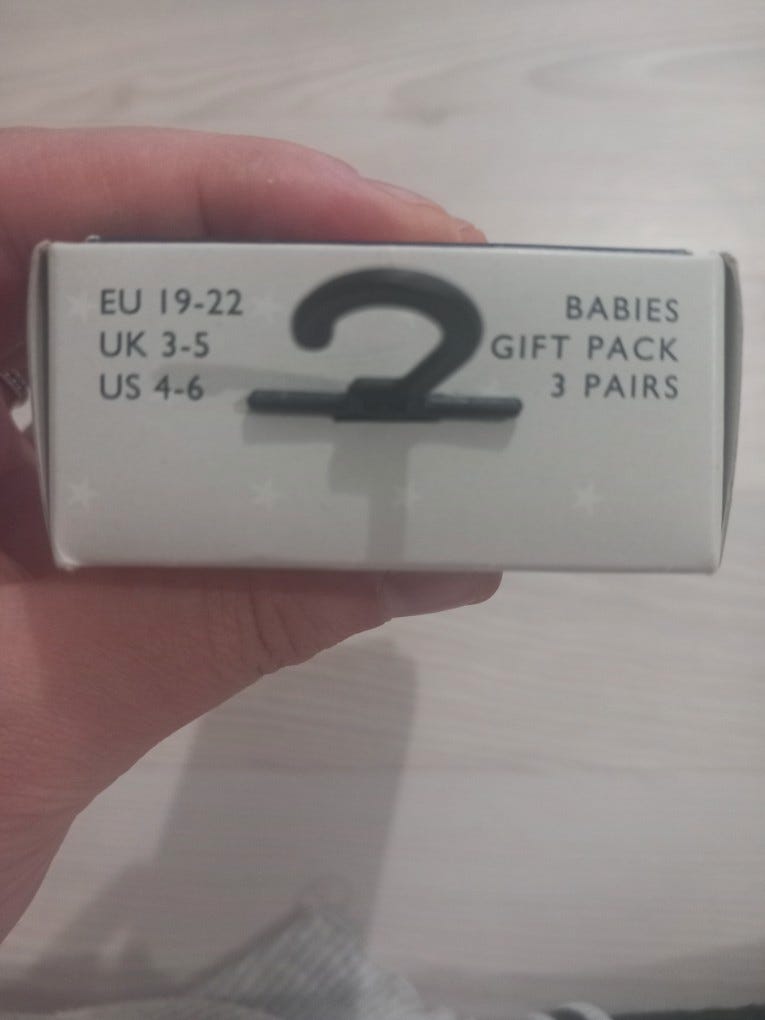 EU 19-22
UK 3-5
US 4-6
BABIES
GIFT PACK
3 PAIRS